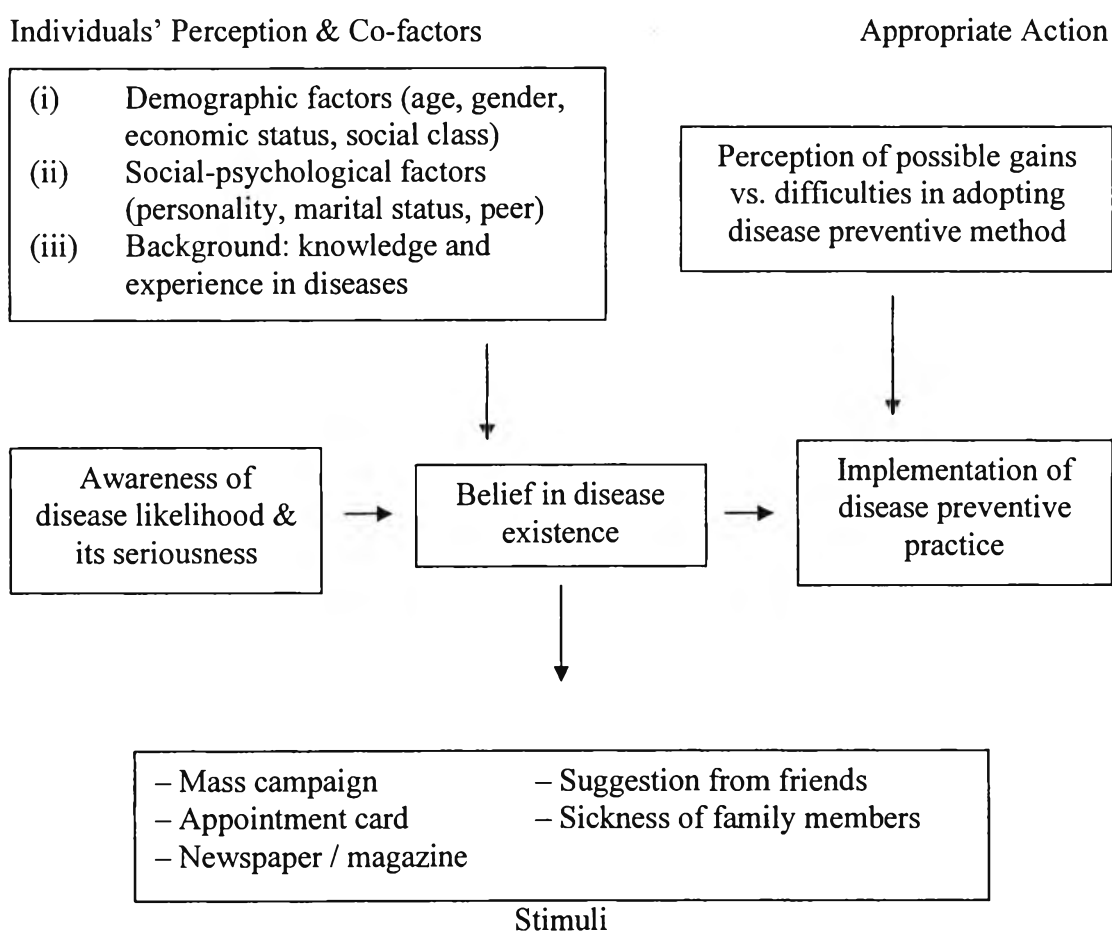 Individuals' Perception & Co-factors
Appropriate Action
(i) Demographic factors (age, gender,
economic status, social class)
(ii) Social-psychological factors
(personality, marital status, peer)
(iii) Background: knowledge and
experience in diseases
Perception of possible gains
vs. difficulties in adopting
disease preventive method
Awareness of
disease likelihood &
its seriousness
Belief in disease
existence
Implementation of
disease preventive
practice
– Mass campaign
– Appointment card
– Newspaper / magazine
– Suggestion from friends
– Sickness of family members
Stimuli